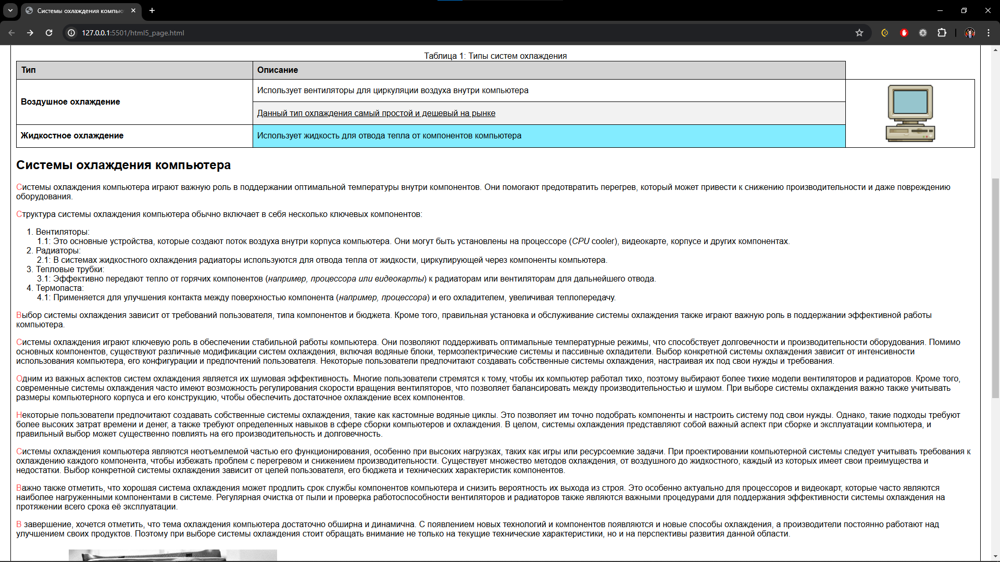 Системы охлаждения компью
127.0.0.1:5501/html5_page.html
Таблица 1: Типы систем охлаждения
Тип Описание
Воздушное охлаждение
Использует вентиляторы для циркуляции воздуха внутри компьютера
Данный тип охлаждения самый простой и дешевый на рынке
Жидкостное охлаждение Использует жидкость для отвода тепла от компонентов компьютера
Системы охлаждения компьютера
Системы охлаждения компьютера играют важную роль в поддержании оптимальной температуры внутри компонентов. Они помогают предотвратить перегрев, который может привести к снижению производительности и даже повреждению
оборудования.
Структура системы охлаждения компьютера обычно включает в себя несколько ключевых компонентов:
1. Вентиляторы:
1.1: Это основные устройства, которые создают поток воздуха внутри корпуса компьютера. Они могут быть установлены на процессоре (CPU cooler), видеокарте, корпусе и других компонентах.
2. Радиаторы:
2.1: В системах жидкостного охлаждения радиаторы используются для отвода тепла от жидкости, циркулирующей через компоненты компьютера.
3. Тепловые трубки:
3.1: Эффективно передают тепло от горячих компонентов (например, процессора или видеокарты) к радиаторам или вентиляторам для дальнейшего отвода.
4. Термопаста:
4.1: Применяется для улучшения контакта между поверхностью компонента (например, процессора) и его охладителем, увеличивая теплопередачу.
Выбор системы охлаждения зависит от требований пользователя, типа компонентов и бюджета. Кроме того, правильная установка и обслуживание системы охлаждения также играют важную роль в поддержании эффективной работы
компьютера.
Системы охлаждения играют ключевую роль в обеспечении стабильной работы компьютера. Они позволяют поддерживать оптимальные температурные режимы, что способствует долговечности и производительности оборудования. Помимо
основных компонентов, существуют различные модификации систем охлаждения, включая водяные блоки, термоэлектрические системы и пассивные охладители. Выбор конкретной системы охлаждения зависит от интенсивности
использования компьютера, его конфигурации и предпочтений пользователя. Некоторые пользователи предпочитают создавать собственные системы охлаждения, настраивая их под свои нужды и требования.
Одним из важных аспектов систем охлаждения является их шумовая эффективность. Многие пользователи стремятся к тому, чтобы их компьютер работал тихо, поэтому выбирают более тихие модели вентиляторов и радиаторов. Кроме того,
современные системы охлаждения часто имеют возможность регулирования скорости вращения вентиляторов, что позволяет балансировать между производительностью и шумом. При выборе системы охлаждения важно также учитывать
размеры компьютерного корпуса и его конструкцию, чтобы обеспечить достаточное охлаждение всех компонентов.
Некоторые пользователи предпочитают создавать собственные системы охлаждения, такие как кастомные водяные циклы. Это позволяет им точно подобрать компоненты и настроить систему под свои нужды. Однако, такие подходы требуют
более высоких затрат времени и денег, а также требуют определенных навыков в сфере сборки компьютеров и охлаждения. В целом, системы охлаждения представляют собой важный аспект при сборке и эксплуатации компьютера, и
правильный выбор может существенно повлиять на его производительность и долговечность.
Системы охлаждения компьютера являются неотъемлемой частью его функционирования, особенно при высоких нагрузках, таких как игры или ресурсоемкие задачи. При проектировании компьютерной системы следует учитывать требования к
охлаждению каждого компонента, чтобы избежать проблем с перегревом и снижением производительности. Существует множество методов охлаждения, от воздушного до жидкостного, каждый из которых имеет свои преимущества и
недостатки. Выбор конкретной системы охлаждения зависит от целей пользователя, его бюджета и технических характеристик компонентов.
Важно также отметить, что хорошая система охлаждения может продлить срок службы компонентов компьютера и снизить вероятность их выхода из строя. Это особенно актуально для процессоров и видеокарт, которые часто являются
наиболее нагруженными компонентами в системе. Регулярная очистка от пыли и проверка работоспособности вентиляторов и радиаторов также являются важными процедурами для поддержания эффективности системы охлаждения на
протяжении всего срока её эксплуатации.
В завершение, хочется отметить, что тема охлаждения компьютера достаточно обширна и динамична. С появлением новых технологий и компонентов появляются и новые способы охлаждения, а производители постоянно работают над
улучшением своих продуктов. Поэтому при выборе системы охлаждения стоит обращать внимание не только на текущие технические характеристики, но и на перспективы развития данной области.